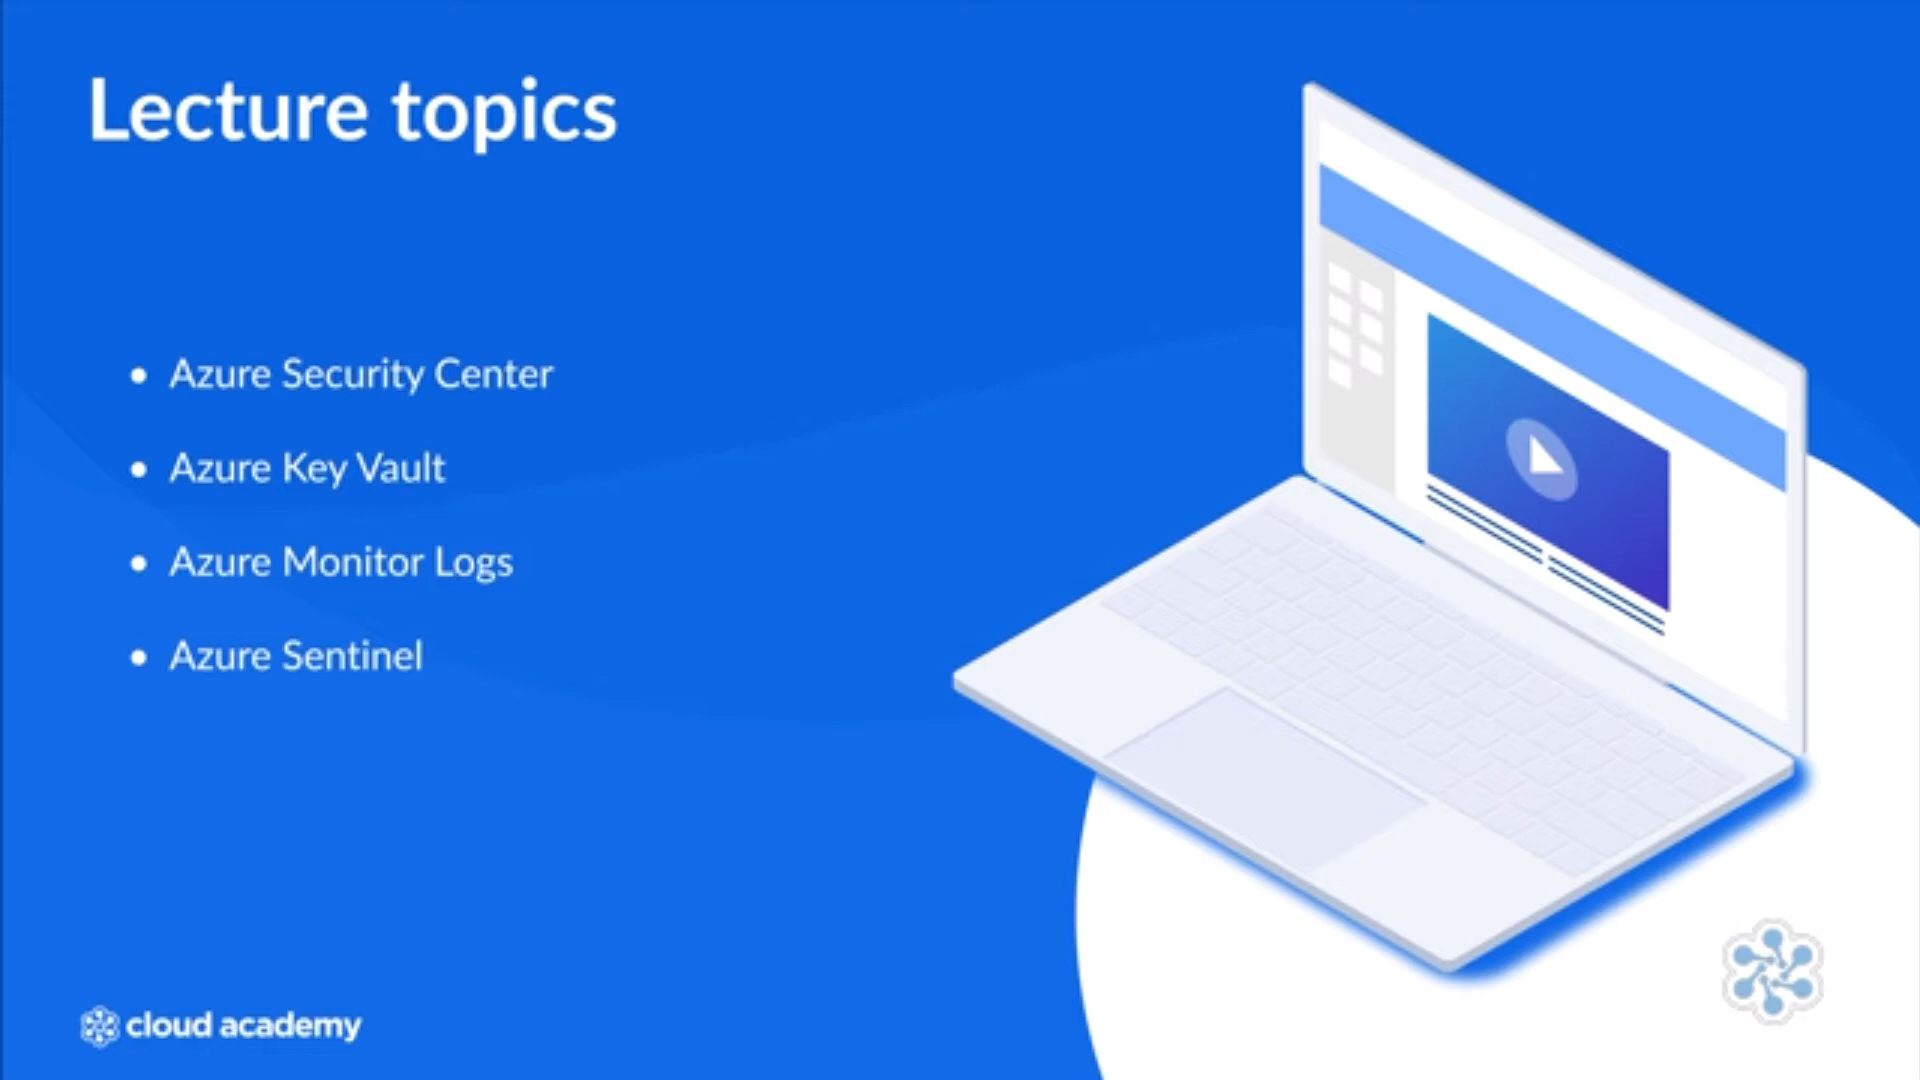 Lecture topics
• Azure Security Center
• Azure Key Vault
• Azure Monitor Logs
• Azure Sentinel
cloud academy